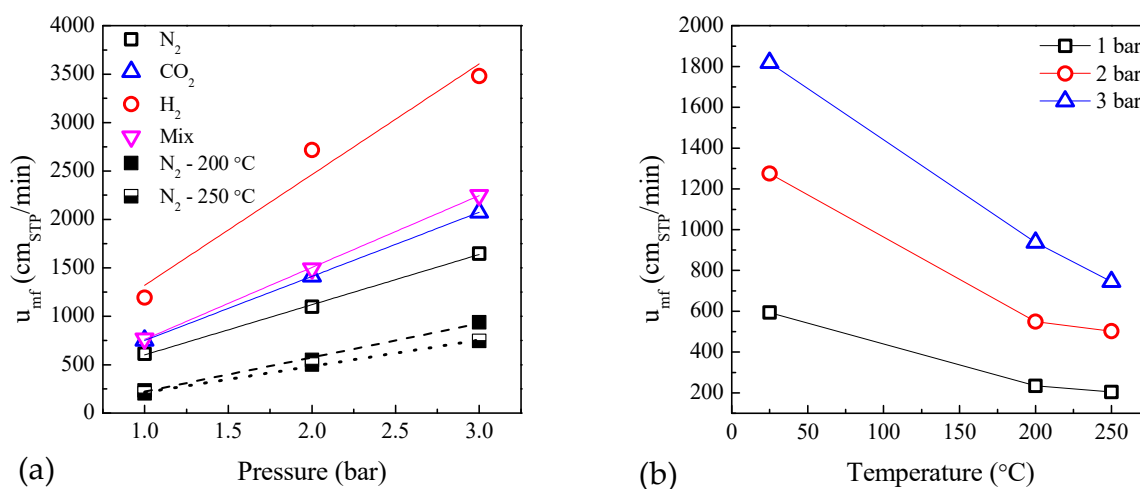 4000
3500
3000
2500
2000
1500
1000
500
0
u_mf (cm_STP/min)
N₂
CO₂
H₂
Mix
N₂ - 200 °C
N₂ - 250 °C
1.0 1.5 2.0 2.5 3.0
(a) Pressure (bar)
2000
1800
1600
1400
1200
1000
800
600
400
200
u_mf (cm_STP/min)
1 bar
2 bar
3 bar
0 50 100 150 200 250
(b) Temperature (°C)